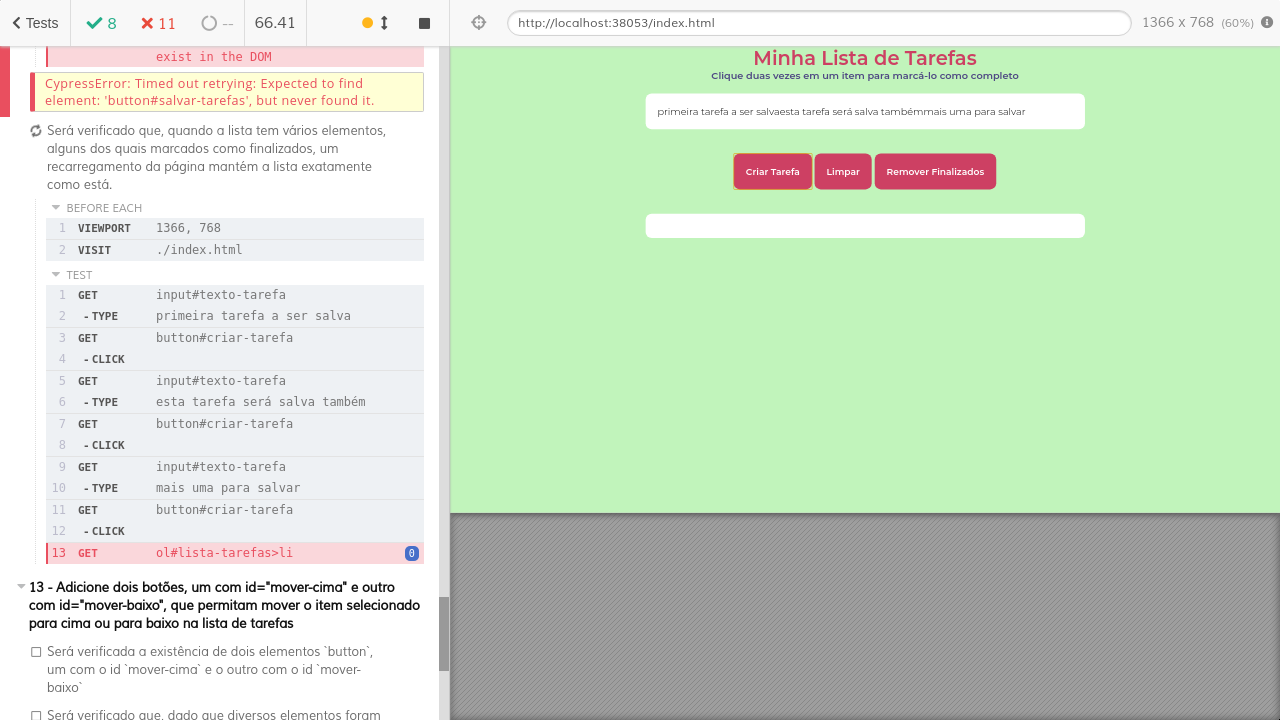 Tests
8
11
--
66.41
http://localhost:38053/index.html
1366 x 768 (60%)
exist in the DOM
CypressError: Timed out retrying: Expected to find
element: 'button#salvar-tarefas', but never found it.
Será verificado que, quando a lista tem vários elementos,
alguns dos quais marcados como finalizados, um
recarregamento da página mantém a lista exatamente
como está.
BEFORE EACH
1 VIEWPORT 1366, 768
2 VISIT ./index.html
TEST
1 GET input#texto-tarefa
2 -TYPE primeira tarefa a ser salva
3 GET button#criar-tarefa
4 -CLICK
5 GET input#texto-tarefa
6 -TYPE esta tarefa será salva também
7 GET button#criar-tarefa
8 -CLICK
9 GET input#texto-tarefa
10 -TYPE mais uma para salvar
11 GET button#criar-tarefa
12 -CLICK
13 GET ol#lista-tarefas>li 0
13 - Adicione dois botões, um com id="mover-cima" e outro
com id="mover-baixo", que permitam mover o item selecionado
para cima ou para baixo na lista de tarefas
Será verificada a existência de dois elementos `button`,
um com o id `mover-cima` e o outro com o id `mover-
baixo`
Será verificado que, dado que diversos elementos foram
Minha Lista de Tarefas
Clique duas vezes em um item para marcá-lo como completo
primeira tarefa a ser salvaesta tarefa será salva tambémmais uma para salvar
Criar Tarefa
Limpar
Remover Finalizados